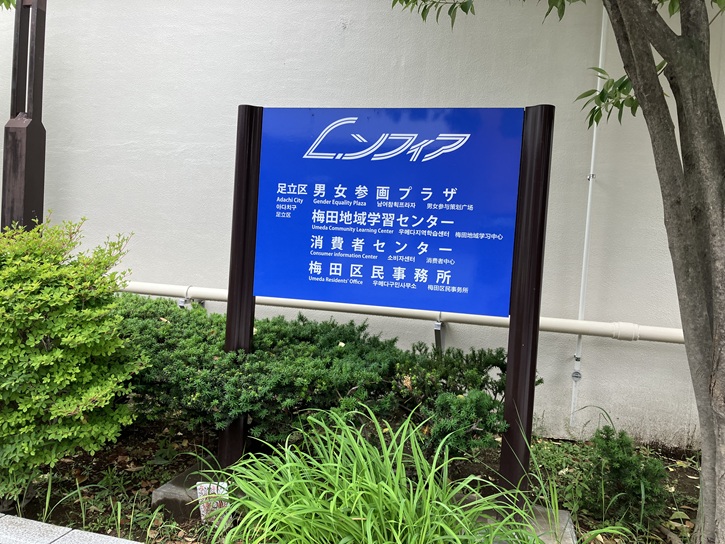 L.ソフィア
足立区 男女参画プラザ
Adachi City Gender Equality Plaza 남여참획프라자 男女参与策划广场
아다치구
足立区
梅田地域学習センター
Umeda Community Learning Center 우메다지역학습센터 梅田地域学习中心
消費者センター
Consumer Information Center 소비자센터 消费者中心
梅田区民事務所
Umeda Residents' Office 우메다구민사무소 梅田区民事务所